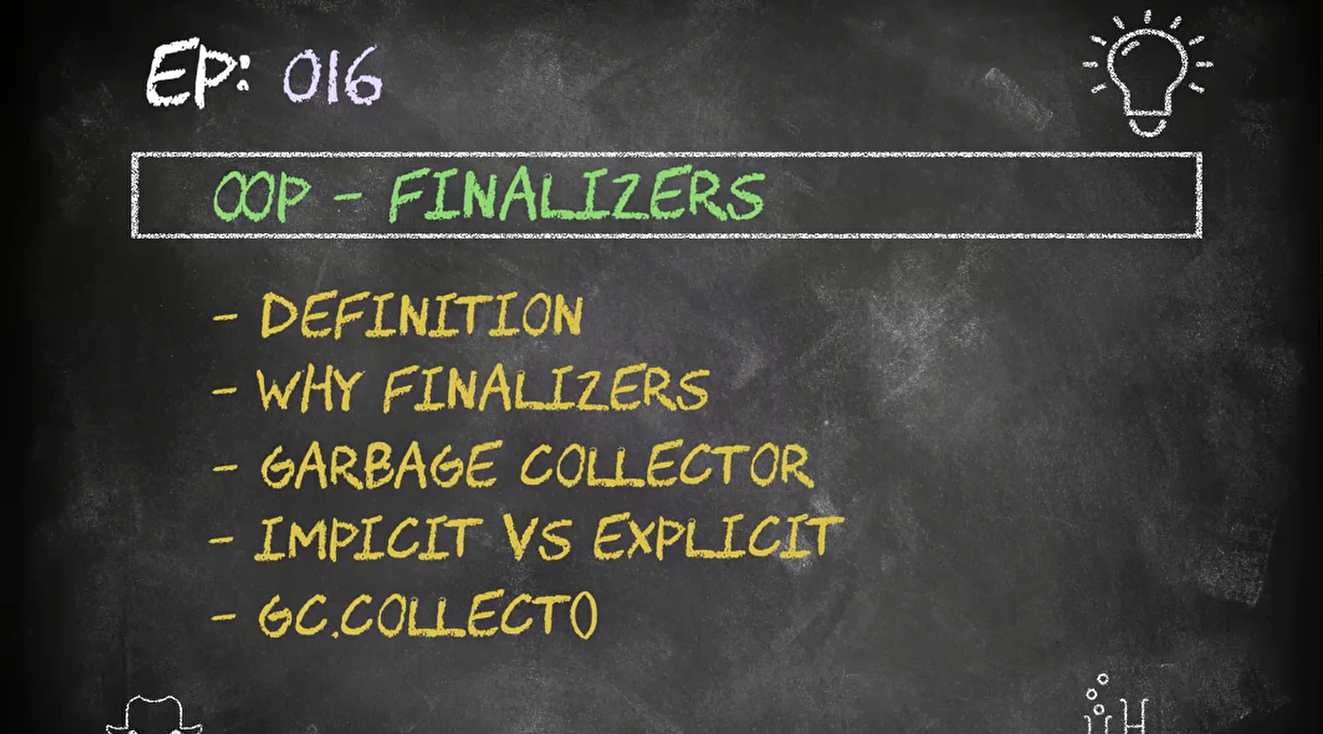 EP: 016
OOP - FINALIZERS
- DEFINITION
- WHY FINALIZERS
- GARBAGE COLLECTOR
- IMPICIT VS EXPLICIT
- GC.COLLECT()